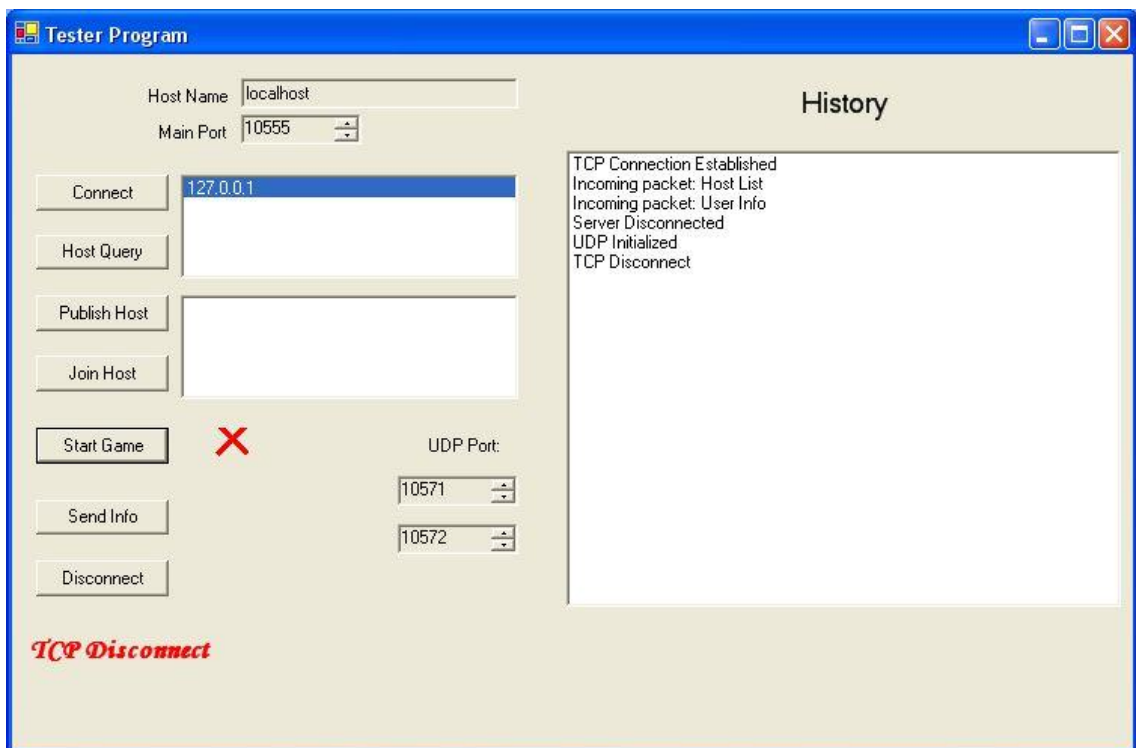 Tester Program
Host Name localhost
Main Port 10555
Connect
127.0.0.1
Host Query
Publish Host
Join Host
Start Game
UDP Port:
10571
Send Info
10572
Disconnect
TCP Disconnect
History
TCP Connection Established
Incoming packet: Host List
Incoming packet: User Info
Server Disconnected
UDP Initialized
TCP Disconnect